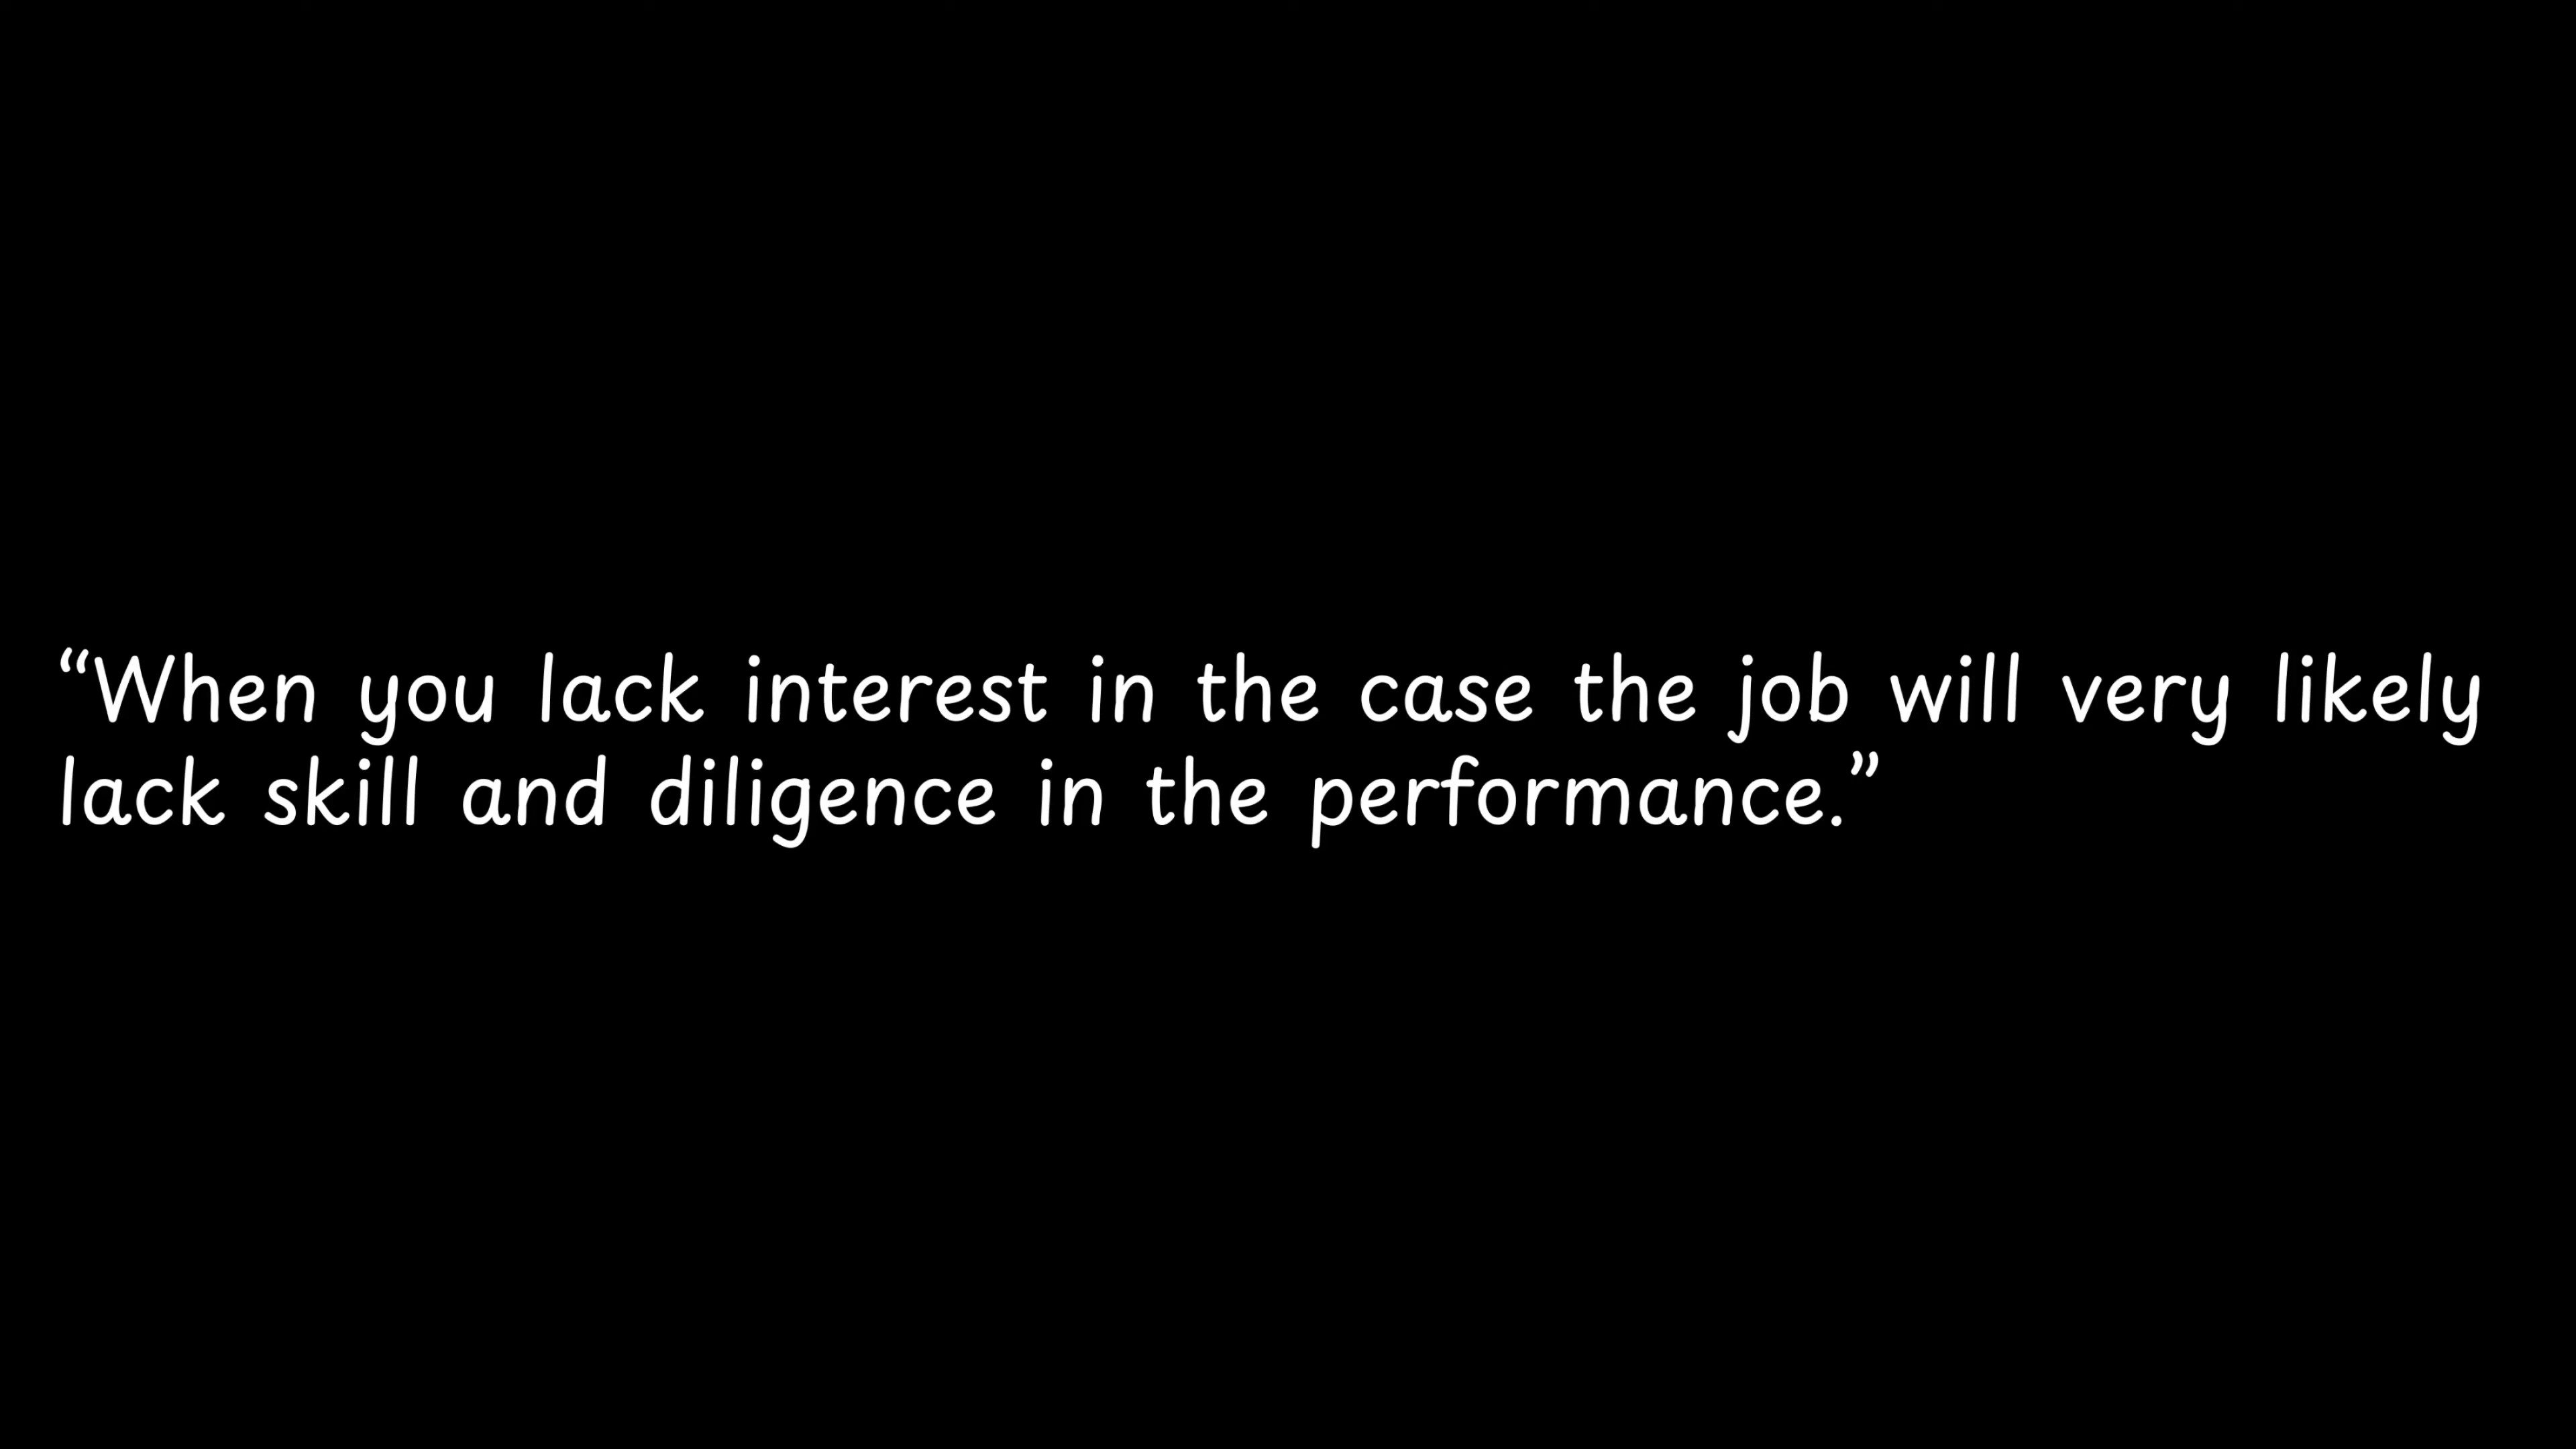 “When you lack interest in the case the job will very likely
lack skill and diligence in the performance.”